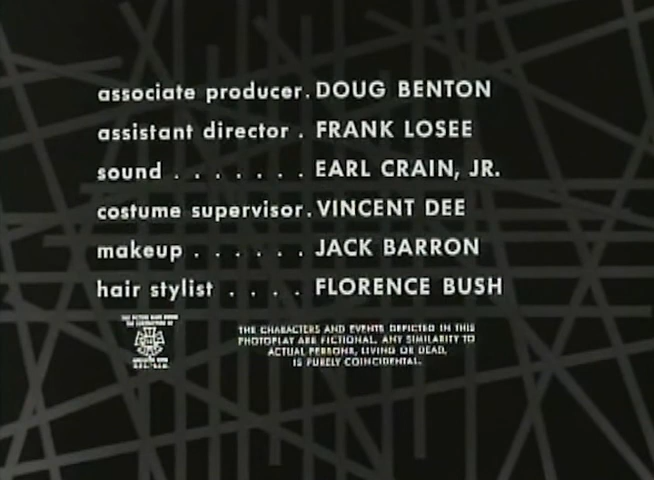 associate producer. DOUG BENTON
assistant director . FRANK LOSEE
sound . . . . . . . EARL CRAIN, JR.
costume supervisor. VINCENT DEE
makeup . . . . . . JACK BARRON
hair stylist . . . . FLORENCE BUSH
THE CHARACTERS AND EVENTS DEPICTED IN THIS
PHOTOPLAY ARE FICTIONAL. ANY SIMILARITY TO
ACTUAL PERSONS, LIVING OR DEAD,
IS PURELY COINCIDENTAL.